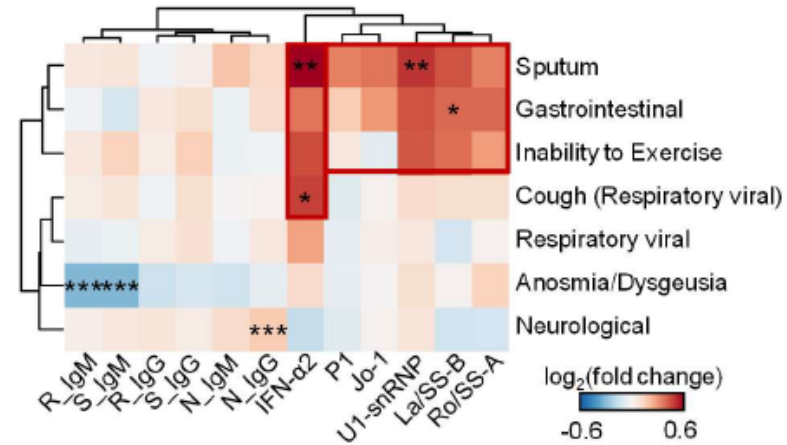 ** ** Sputum
* Gastrointestinal
Inability to Exercise
* Cough (Respiratory viral)
Respiratory viral
*** *** Anosmia/Dysgeusia
*** Neurological
R_IgM S_IgM R_IgG S_IgG N_IgM N_IgG IFN-α2 P1 Jo-1 U1-snRNP La/SS-B Ro/SS-A
log₂(fold change)
-0.6 0.6